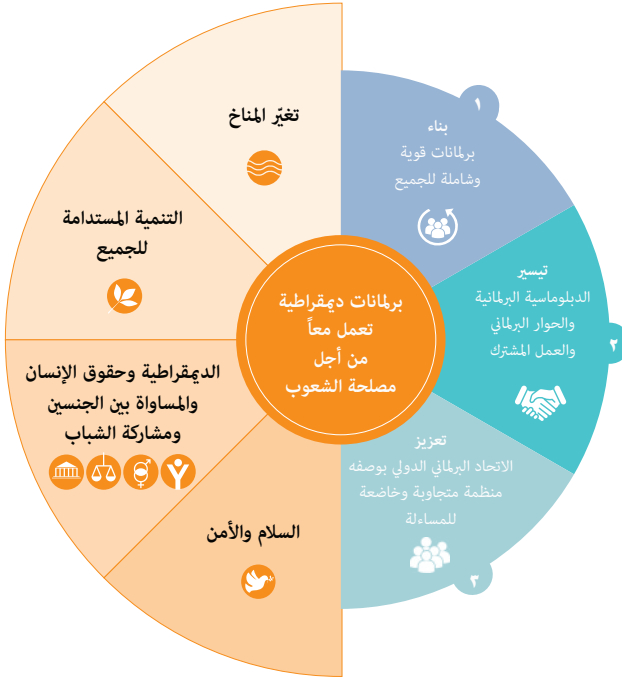 تغيّر المناخ
التنمية المستدامة
للجميع
الديمقراطية وحقوق الإنسان
والمساواة بين الجنسين
ومشاركة الشباب
السلام والأمن
برلمانات ديمقراطية
تعمل معاً
من أجل
مصلحة الشعوب
١
بناء
برلمانات قوية
وشاملة للجميع
٢
تيسير
الدبلوماسية البرلمانية
والحوار البرلماني
والعمل المشترك
٣
تعزيز
الاتحاد البرلماني الدولي بوصفه
منظمة متجاوبة وخاضعة
للمساءلة